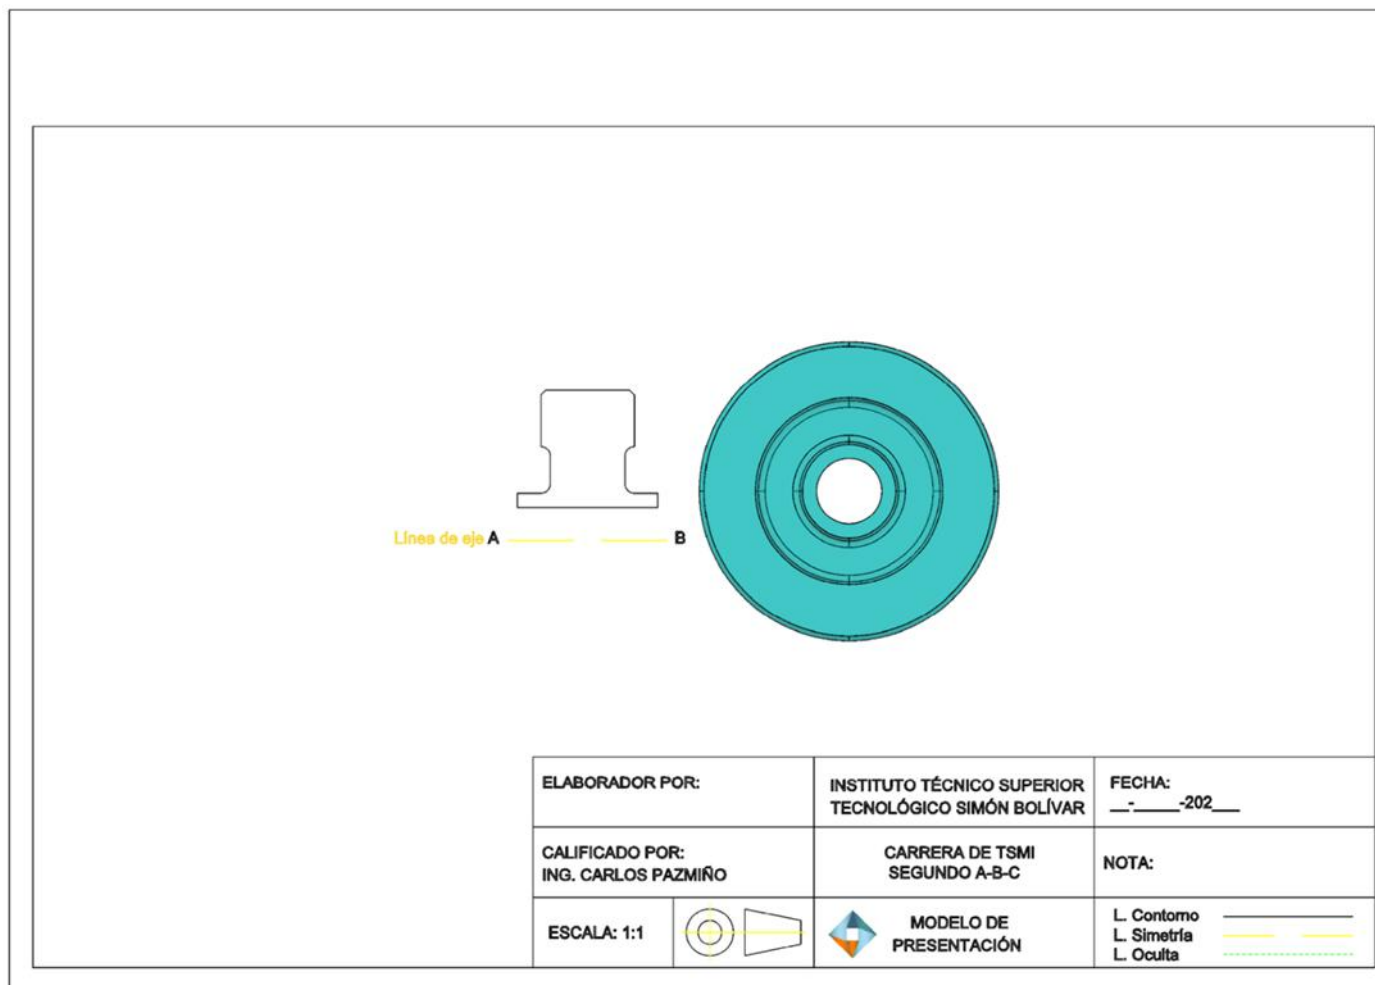 Línea de eje A
B
ELABORADOR POR:
INSTITUTO TÉCNICO SUPERIOR
TECNOLÓGICO SIMÓN BOLÍVAR
FECHA:
__-_____-202___
CALIFICADO POR:
ING. CARLOS PAZMIÑO
CARRERA DE TSMI
SEGUNDO A-B-C
NOTA:
ESCALA: 1:1
MODELO DE
PRESENTACIÓN
L. Contorno
L. Simetría
L. Oculta